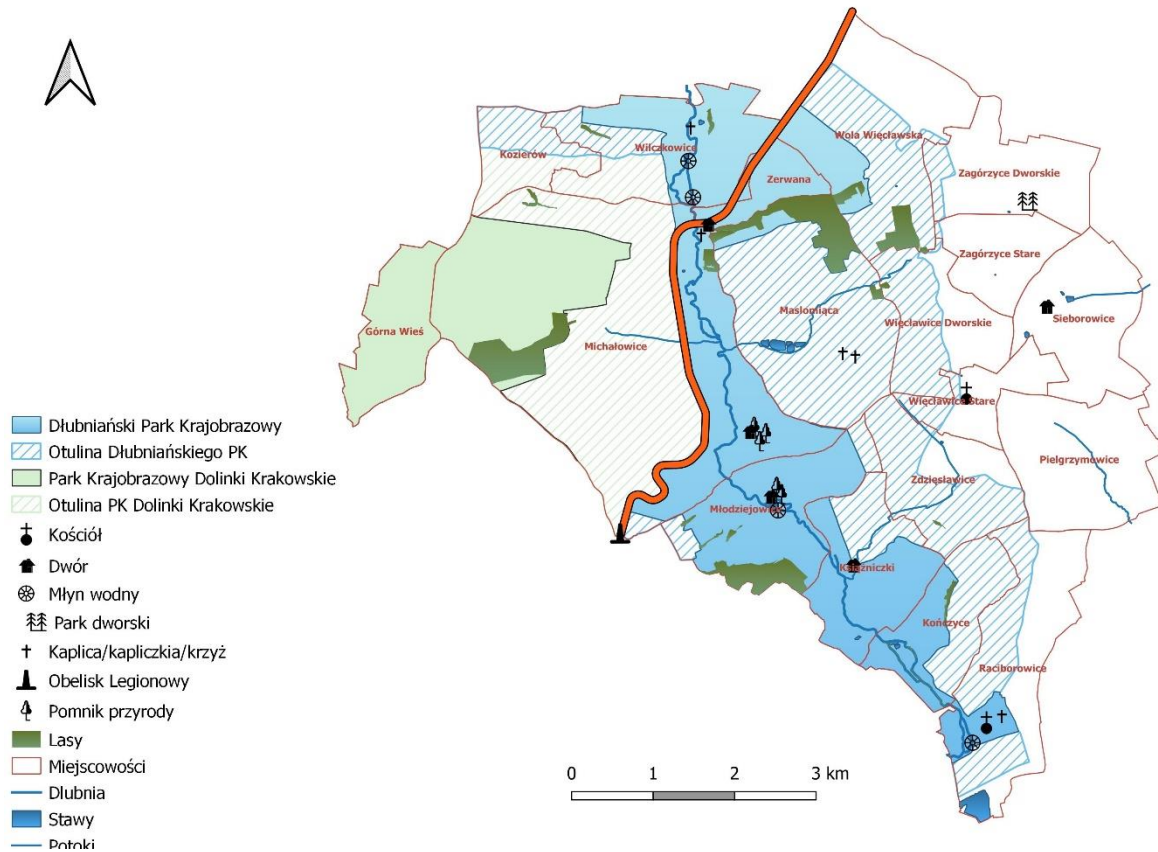 Wola Więcławska
Wilczkowice
Kozierów
Zerwana
Zagórzyce Dworskie
Zagórzyce Stare
Masłomiąca
Więcławice Dworskie
Sieborowice
Górna Wieś
Michałowice
Więcławice Stare
Pielgrzymowice
Zdzięsławice
Młodziejowice
Książniczki
Kończyce
Raciborowice
Dłubniański Park Krajobrazowy
Otulina Dłubniańskiego PK
Park Krajobrazowy Dolinki Krakowskie
Otulina PK Dolinki Krakowskie
Kościół
Dwór
Młyn wodny
Park dworski
Kaplica/kapliczkia/krzyż
Obelisk Legionowy
Pomnik przyrody
Lasy
Miejscowości
Dlubnia
Stawy
Potoki
0 1 2 3 km